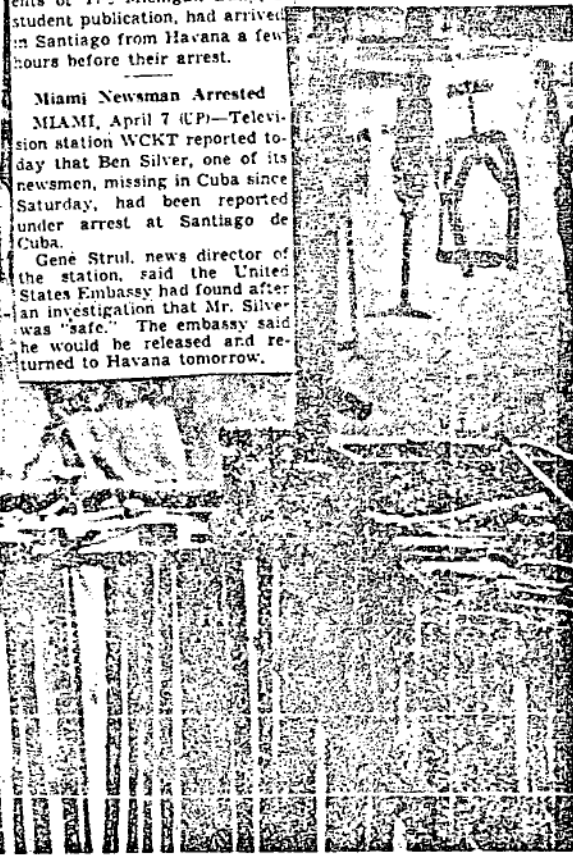 student publication, had arrived
in Santiago from Havana a few
hours before their arrest.
Miami Newsman Arrested
MIAMI, April 7 (UP)—Televi-
sion station WCKT reported to-
day that Ben Silver, one of its
newsmen, missing in Cuba since
Saturday, had been reported
under arrest at Santiago de
Cuba.
Gene Strul, news director of
the station, said the United
States Embassy had found after
an investigation that Mr. Silver
was "safe." The embassy said
he would be released and re-
turned to Havana tomorrow.